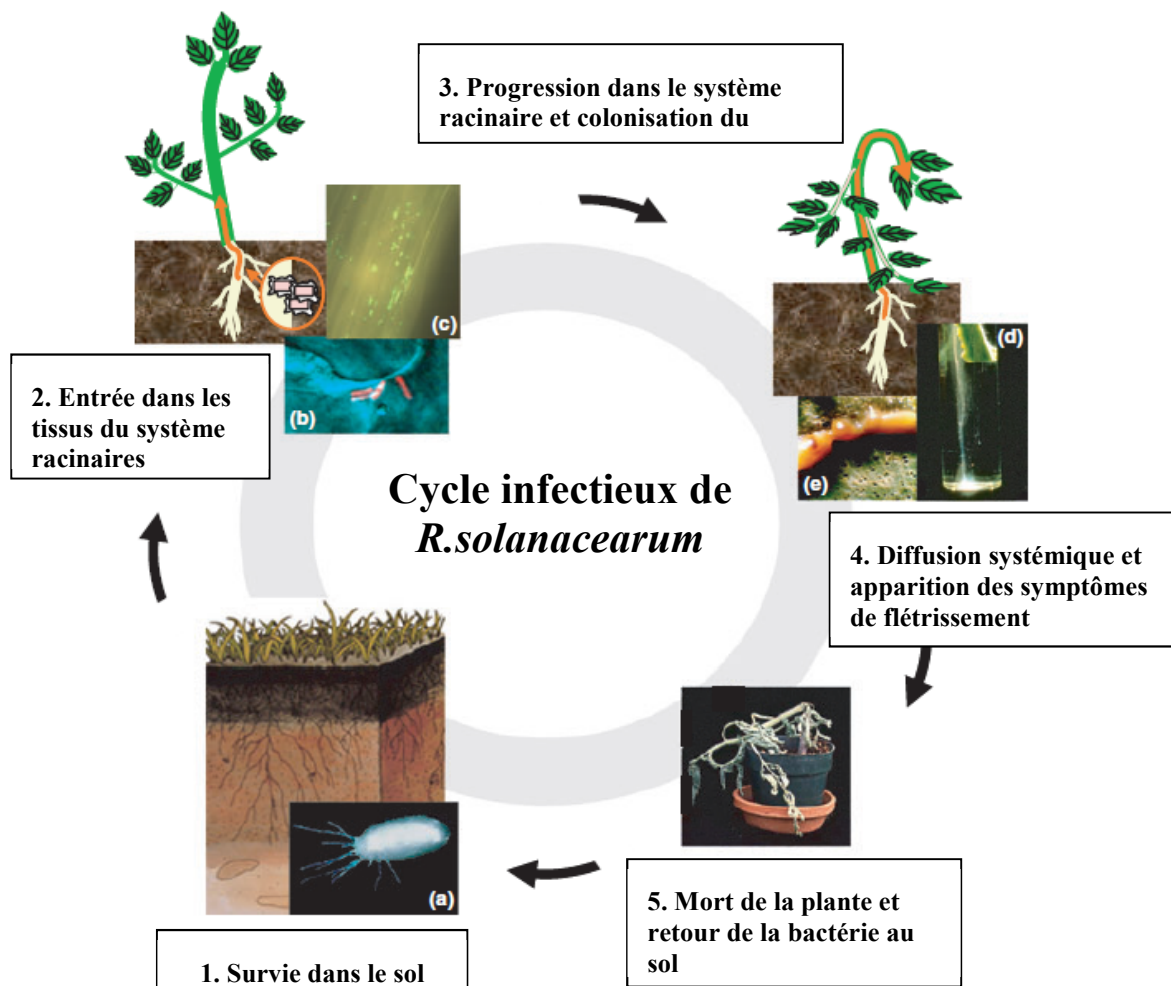 3. Progression dans le système
racinaire et colonisation du
(c)
(b)
2. Entrée dans les
tissus du système
racinaires
(d)
(e)
Cycle infectieux de
R.solanacearum
4. Diffusion systémique et
apparition des symptômes
de flétrissement
(a)
1. Survie dans le sol
5. Mort de la plante et
retour de la bactérie au
sol